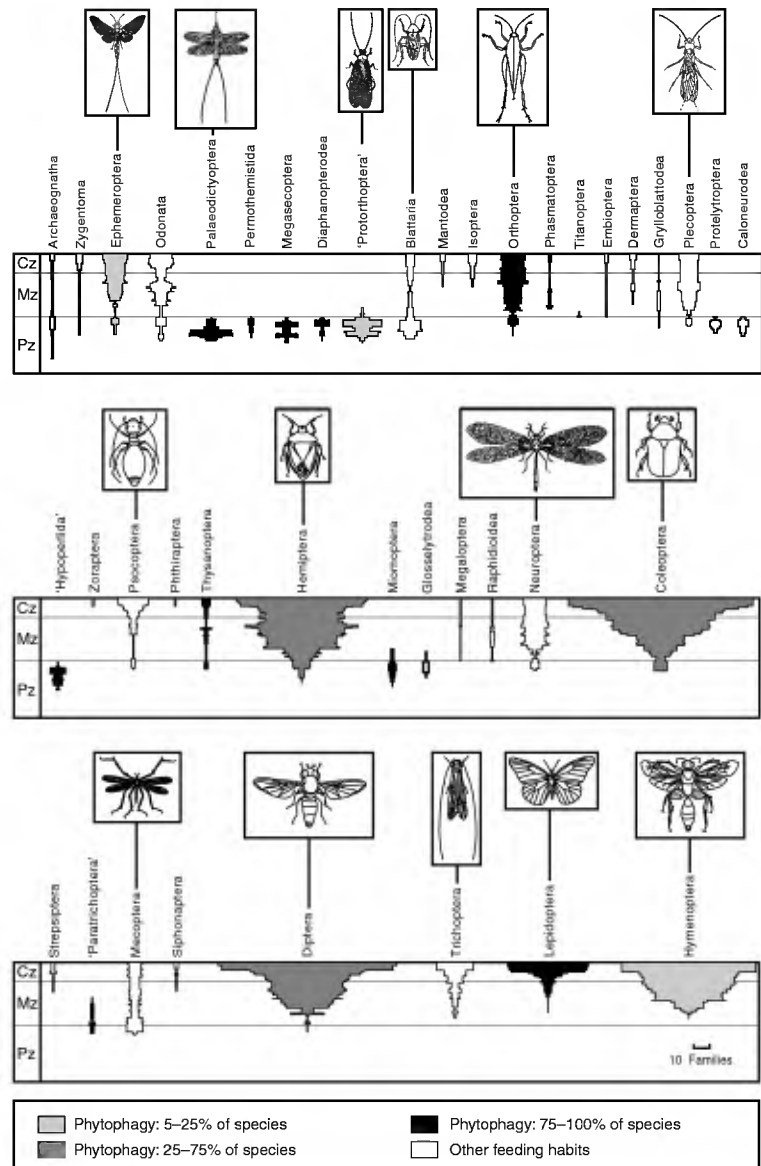 Archaeognatha
Zygentoma
Ephemeroptera
Odonata
Palaeodictyoptera
Permothemistida
Megasecoptera
Diaphanopterodea
'Protorthoptera'
Blattaria
Mantodea
Isoptera
Orthoptera
Phasmatoptera
Titanoptera
Embioptera
Dermaptera
Grylloblattodea
Plecoptera
Protelytroptera
Caloneurodea
Cz
Mz
Pz
'Hypoperlida'
Zoraptera
Psocoptera
Phthiraptera
Thysanoptera
Hemiptera
Miomoptera
Glosselytrodea
Megaloptera
Raphidioidea
Neuroptera
Coleoptera
Cz
Mz
Pz
Strepsiptera
'Paratrichoptera'
Mecoptera
Siphonaptera
Diptera
Trichoptera
Lepidoptera
Hymenoptera
Cz
Mz
Pz
10 Families
Phytophagy: 5–25% of species
Phytophagy: 75–100% of species
Phytophagy: 25–75% of species
Other feeding habits